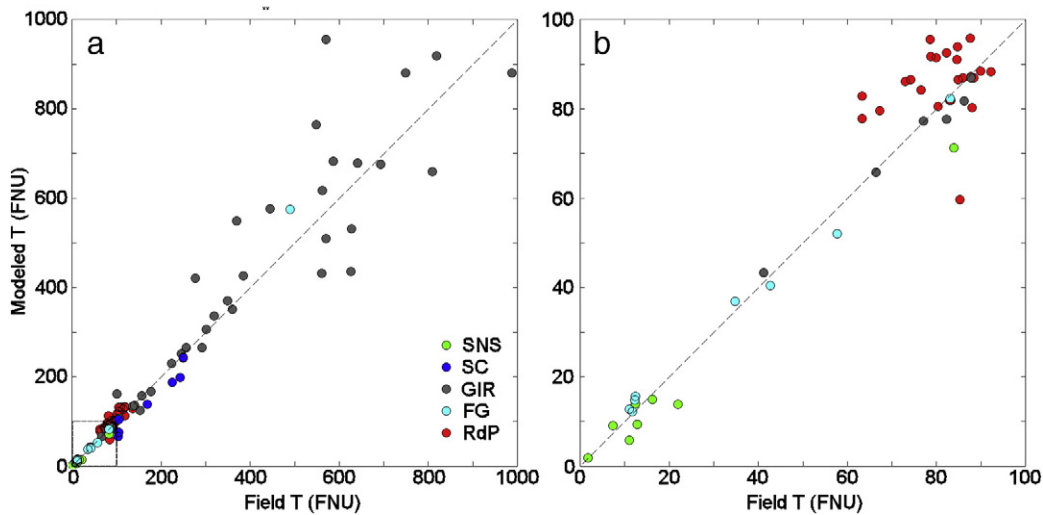 **
a
1000
800
600
400
200
0
Modeled T (FNU)
0 200 400 600 800 1000
Field T (FNU)
SNS
SC
GIR
FG
RdP
b
100
80
60
40
20
0
0 20 40 60 80 100
Field T (FNU)